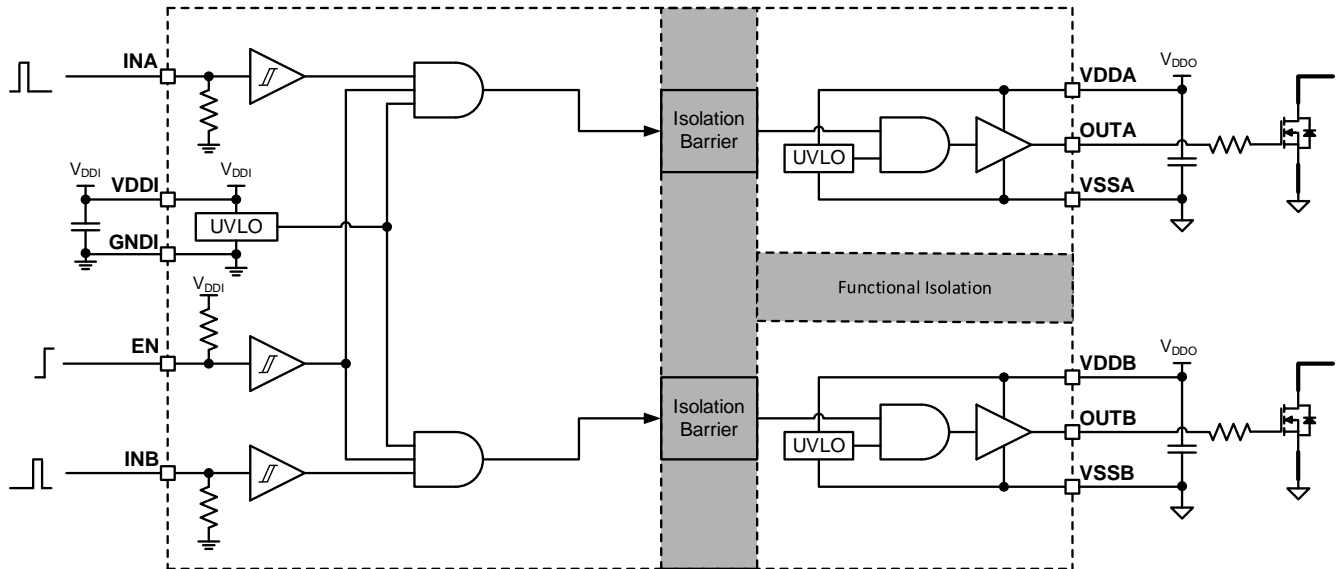 INA
VDDI
VDDI
VDDI
GNDI
UVLO
VDDI
EN
INB
Isolation
Barrier
UVLO
VDDA
OUTA
VSSA
VDDO
Functional Isolation
Isolation
Barrier
UVLO
VDDB
OUTB
VSSB
VDDO